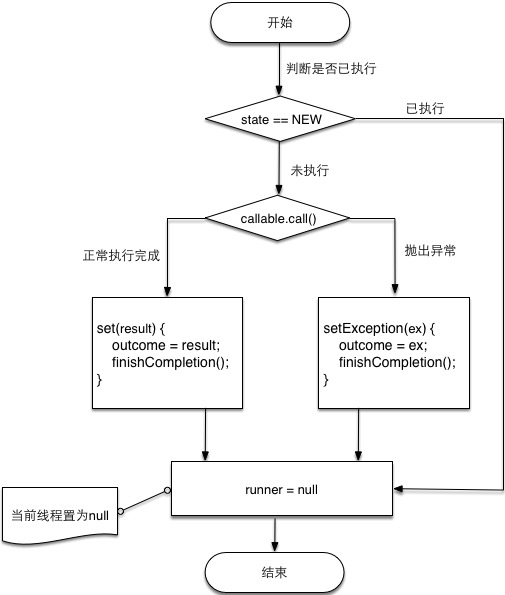 开始
判断是否已执行
state == NEW
已执行
未执行
callable.call()
正常执行完成
抛出异常
set(result) {
outcome = result;
finishCompletion();
}
setException(ex) {
outcome = ex;
finishCompletion();
}
runner = null
当前线程置为null
结束